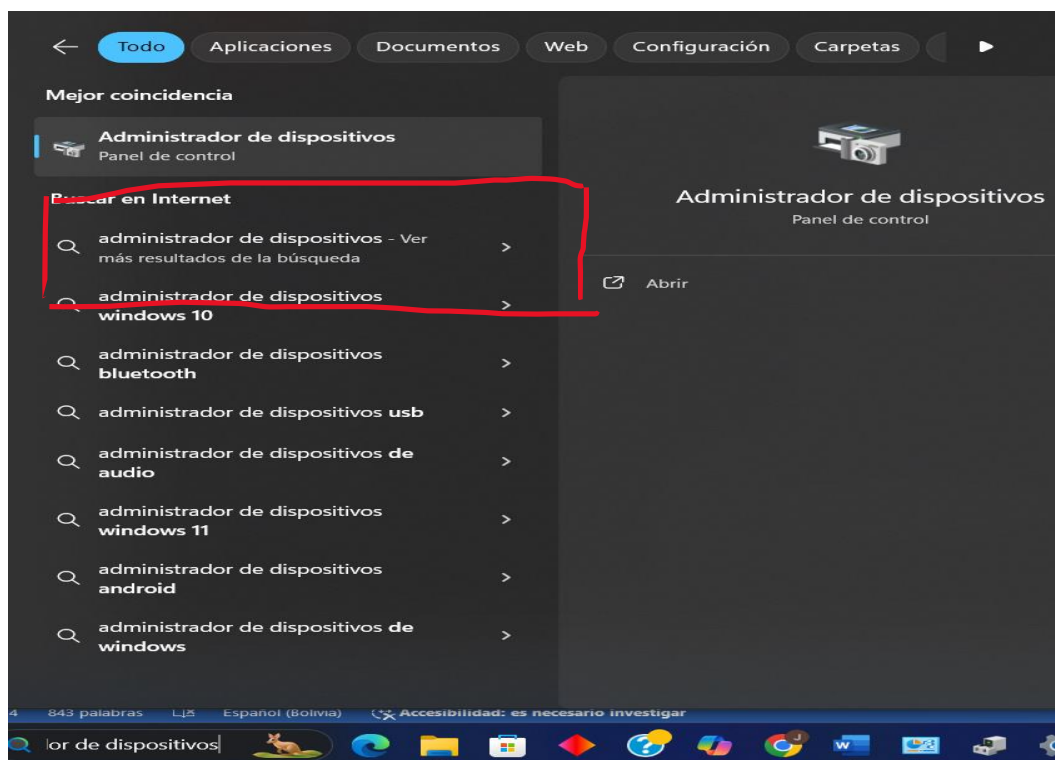 Todo Aplicaciones Documentos Web Configuración Carpetas
Mejor coincidencia
Administrador de dispositivos
Panel de control
Buscar en Internet
administrador de dispositivos - Ver
más resultados de la búsqueda
administrador de dispositivos
windows 10
administrador de dispositivos
bluetooth
administrador de dispositivos usb
administrador de dispositivos de
audio
administrador de dispositivos
windows 11
administrador de dispositivos
android
administrador de dispositivos de
windows
Administrador de dispositivos
Panel de control
Abrir
4 843 palabras Español (Bolivia) Accesibilidad: es necesario investigar
lor de dispositivos